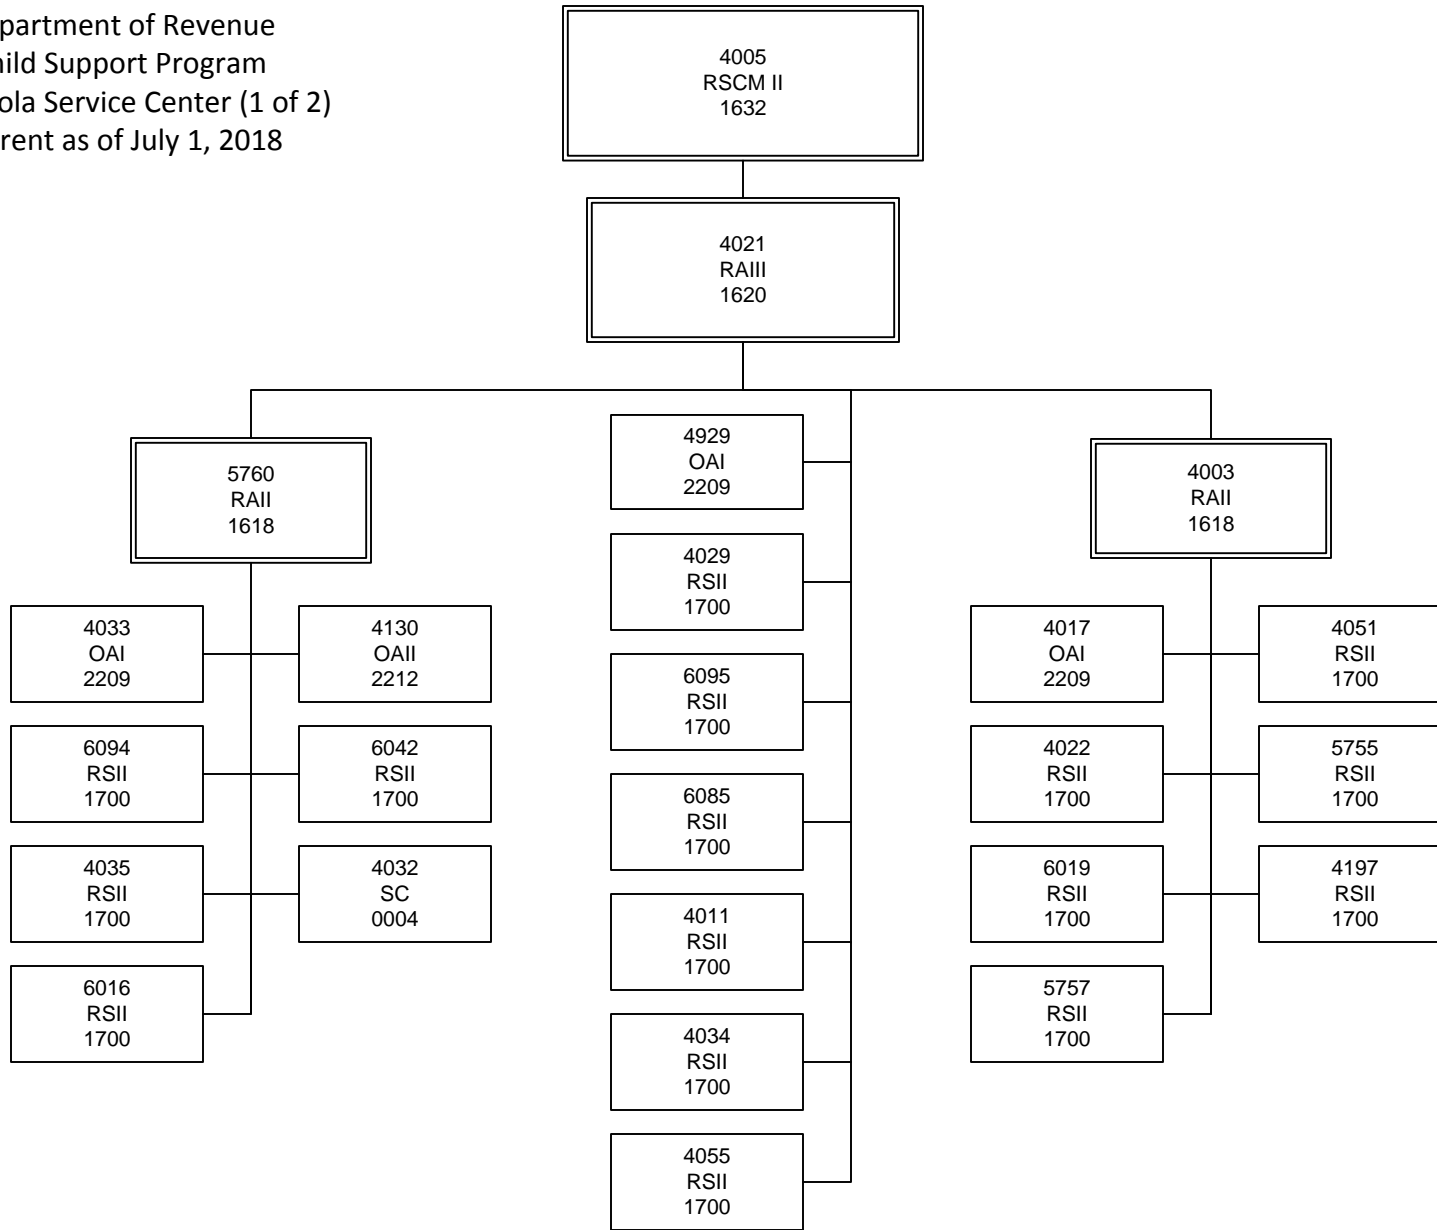 partment of Revenue
ild Support Program
ola Service Center (1 of 2)
rent as of July 1, 2018
4005
RSCM II
1632
4021
RAIII
1620
5760
RAII
1618
4033
OAI
2209
4130
OAII
2212
6094
RSII
1700
6042
RSII
1700
4035
RSII
1700
4032
SC
0004
6016
RSII
1700
4929
OAI
2209
4029
RSII
1700
6095
RSII
1700
6085
RSII
1700
4011
RSII
1700
4034
RSII
1700
4055
RSII
1700
4003
RAII
1618
4017
OAI
2209
4051
RSII
1700
4022
RSII
1700
5755
RSII
1700
6019
RSII
1700
4197
RSII
1700
5757
RSII
1700